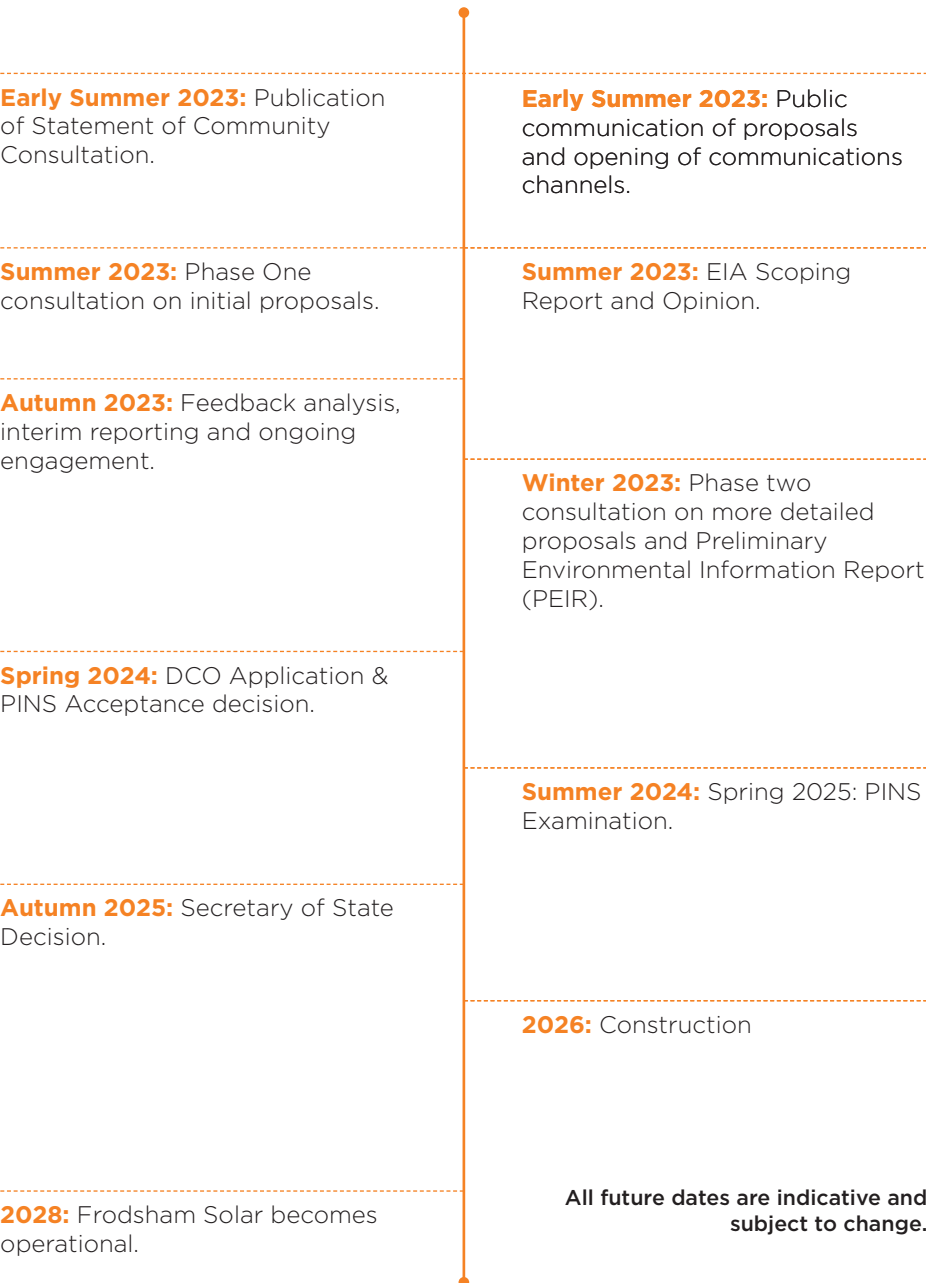 Early Summer 2023: Publication
of Statement of Community
Consultation.
Early Summer 2023: Public
communication of proposals
and opening of communications
channels.
Summer 2023: Phase One
consultation on initial proposals.
Summer 2023: EIA Scoping
Report and Opinion.
Autumn 2023: Feedback analysis,
interim reporting and ongoing
engagement.
Winter 2023: Phase two
consultation on more detailed
proposals and Preliminary
Environmental Information Report
(PEIR).
Spring 2024: DCO Application &
PINS Acceptance decision.
Summer 2024: Spring 2025: PINS
Examination.
Autumn 2025: Secretary of State
Decision.
2026: Construction
2028: Frodsham Solar becomes
operational.
All future dates are indicative and
subject to change.